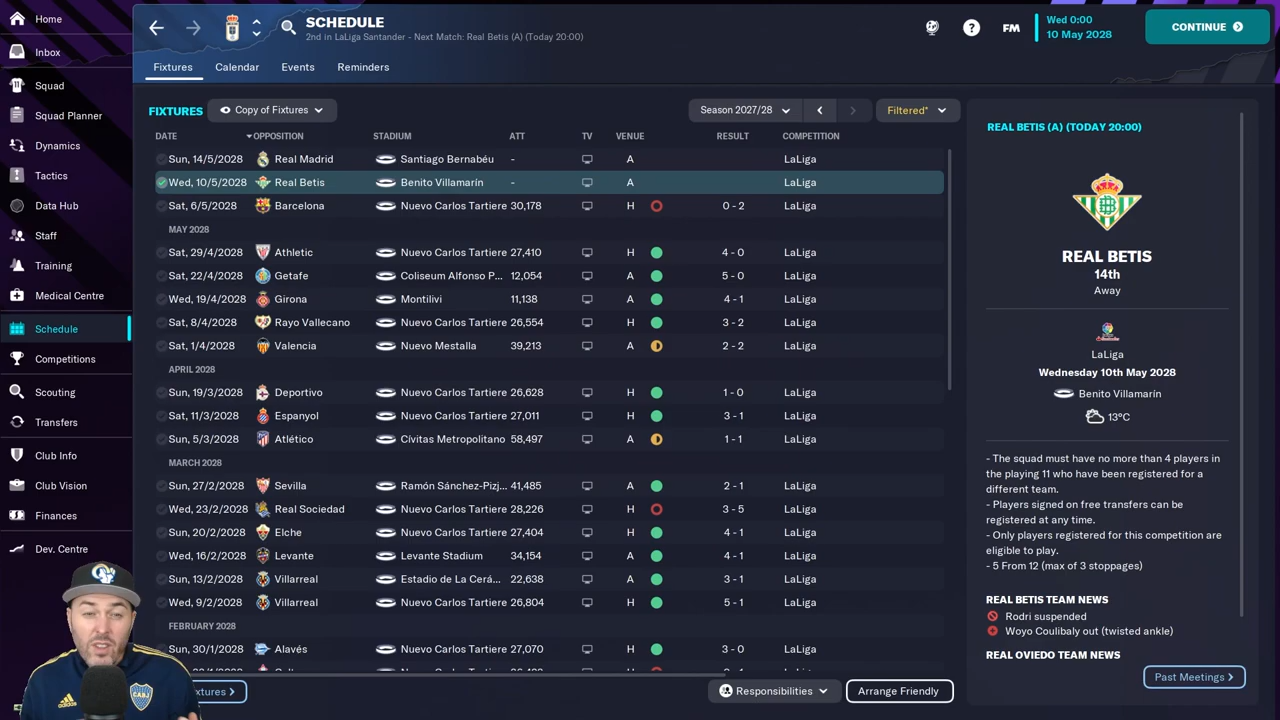 Home
Inbox
Squad
Squad Planner
Dynamics
Tactics
Data Hub
Staff
Training
Medical Centre
Schedule
Competitions
Scouting
Transfers
Club Info
Club Vision
Finances
Dev. Centre
SCHEDULE
2nd in LaLiga Santander - Next Match: Real Betis (A) (Today 20:00)
FM
Wed 0:00
10 May 2028
CONTINUE
Fixtures Calendar Events Reminders
FIXTURES Copy of Fixtures Season 2027/28 Filtered*
DATE OPPOSITION STADIUM ATT TV VENUE RESULT COMPETITION
Sun, 14/5/2028 Real Madrid Santiago Bernabéu - A LaLiga
Wed, 10/5/2028 Real Betis Benito Villamarín - A LaLiga
Sat, 6/5/2028 Barcelona Nuevo Carlos Tartiere 30,178 H 0 - 2 LaLiga
MAY 2028
Sat, 29/4/2028 Athletic Nuevo Carlos Tartiere 27,410 H 4 - 0 LaLiga
Sat, 22/4/2028 Getafe Coliseum Alfonso P... 12,054 A 5 - 0 LaLiga
Wed, 19/4/2028 Girona Montilivi 11,138 A 4 - 1 LaLiga
Sat, 8/4/2028 Rayo Vallecano Nuevo Carlos Tartiere 26,554 H 3 - 2 LaLiga
Sat, 1/4/2028 Valencia Nuevo Mestalla 39,213 A 2 - 2 LaLiga
APRIL 2028
Sun, 19/3/2028 Deportivo Nuevo Carlos Tartiere 26,628 H 1 - 0 LaLiga
Sat, 11/3/2028 Espanyol Nuevo Carlos Tartiere 27,011 H 3 - 1 LaLiga
Sun, 5/3/2028 Atlético Cívitas Metropolitano 58,497 A 1 - 1 LaLiga
MARCH 2028
Sun, 27/2/2028 Sevilla Ramón Sánchez-Pizj... 41,485 A 2 - 1 LaLiga
Wed, 23/2/2028 Real Sociedad Nuevo Carlos Tartiere 28,226 H 3 - 5 LaLiga
Sun, 20/2/2028 Elche Nuevo Carlos Tartiere 27,404 H 4 - 1 LaLiga
Wed, 16/2/2028 Levante Levante Stadium 34,154 A 4 - 1 LaLiga
Sun, 13/2/2028 Villarreal Estadio de La Cerá... 22,638 A 3 - 1 LaLiga
Wed, 9/2/2028 Villarreal Nuevo Carlos Tartiere 26,804 H 5 - 1 LaLiga
FEBRUARY 2028
Sun, 30/1/2028 Alavés Nuevo Carlos Tartiere 27,070 H 3 - 0 LaLiga
Responsibilities Arrange Friendly
REAL BETIS (A) (TODAY 20:00)
REAL BETIS
14th
Away
LaLiga
Wednesday 10th May 2028
Benito Villamarín
13°C
- The squad must have no more than 4 players in
the playing 11 who have been registered for a
different team.
- Players signed on free transfers can be
registered at any time.
- Only players registered for this competition are
eligible to play.
- 5 From 12 (max of 3 stoppages)
REAL BETIS TEAM NEWS
Rodri suspended
Woyo Coulibaly out (twisted ankle)
REAL OVIEDO TEAM NEWS
Past Meetings